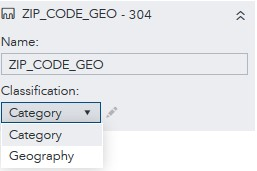 ZIP_CODE_GEO - 304
Name:
ZIP_CODE_GEO
Classification:
Category
Category
Geography